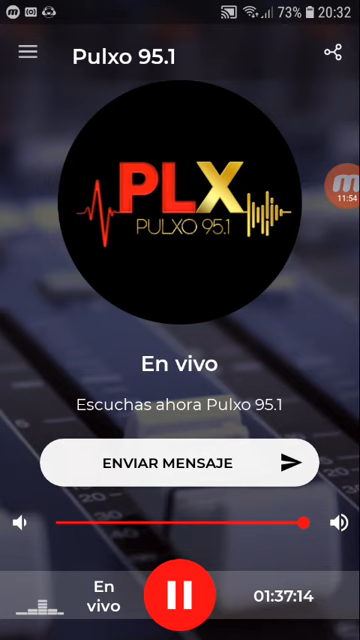 73% 20:32
Pulxo 95.1
11:54
PLX
PULXO 95.1
En vivo
Escuchas ahora Pulxo 95.1
ENVIAR MENSAJE
En
vivo
01:37:14